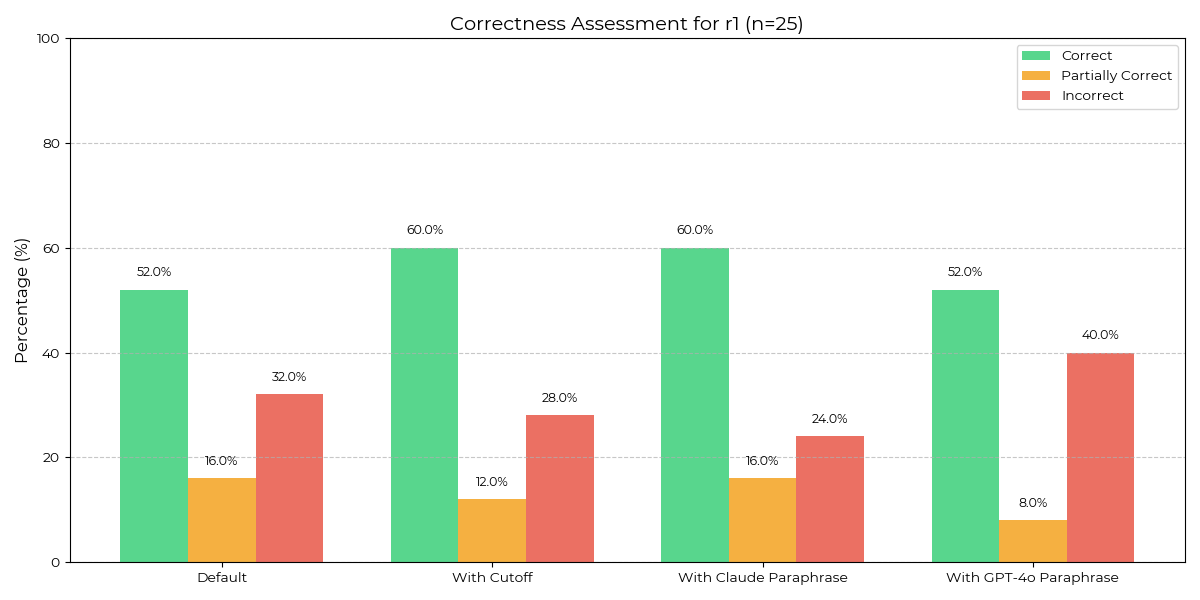 Correctness Assessment for r1 (n=25)
Correct
Partially Correct
Incorrect
Percentage (%)
100
80
60
40
20
0
52.0%
16.0%
32.0%
60.0%
12.0%
28.0%
60.0%
16.0%
24.0%
52.0%
8.0%
40.0%
Default
With Cutoff
With Claude Paraphrase
With GPT-4o Paraphrase